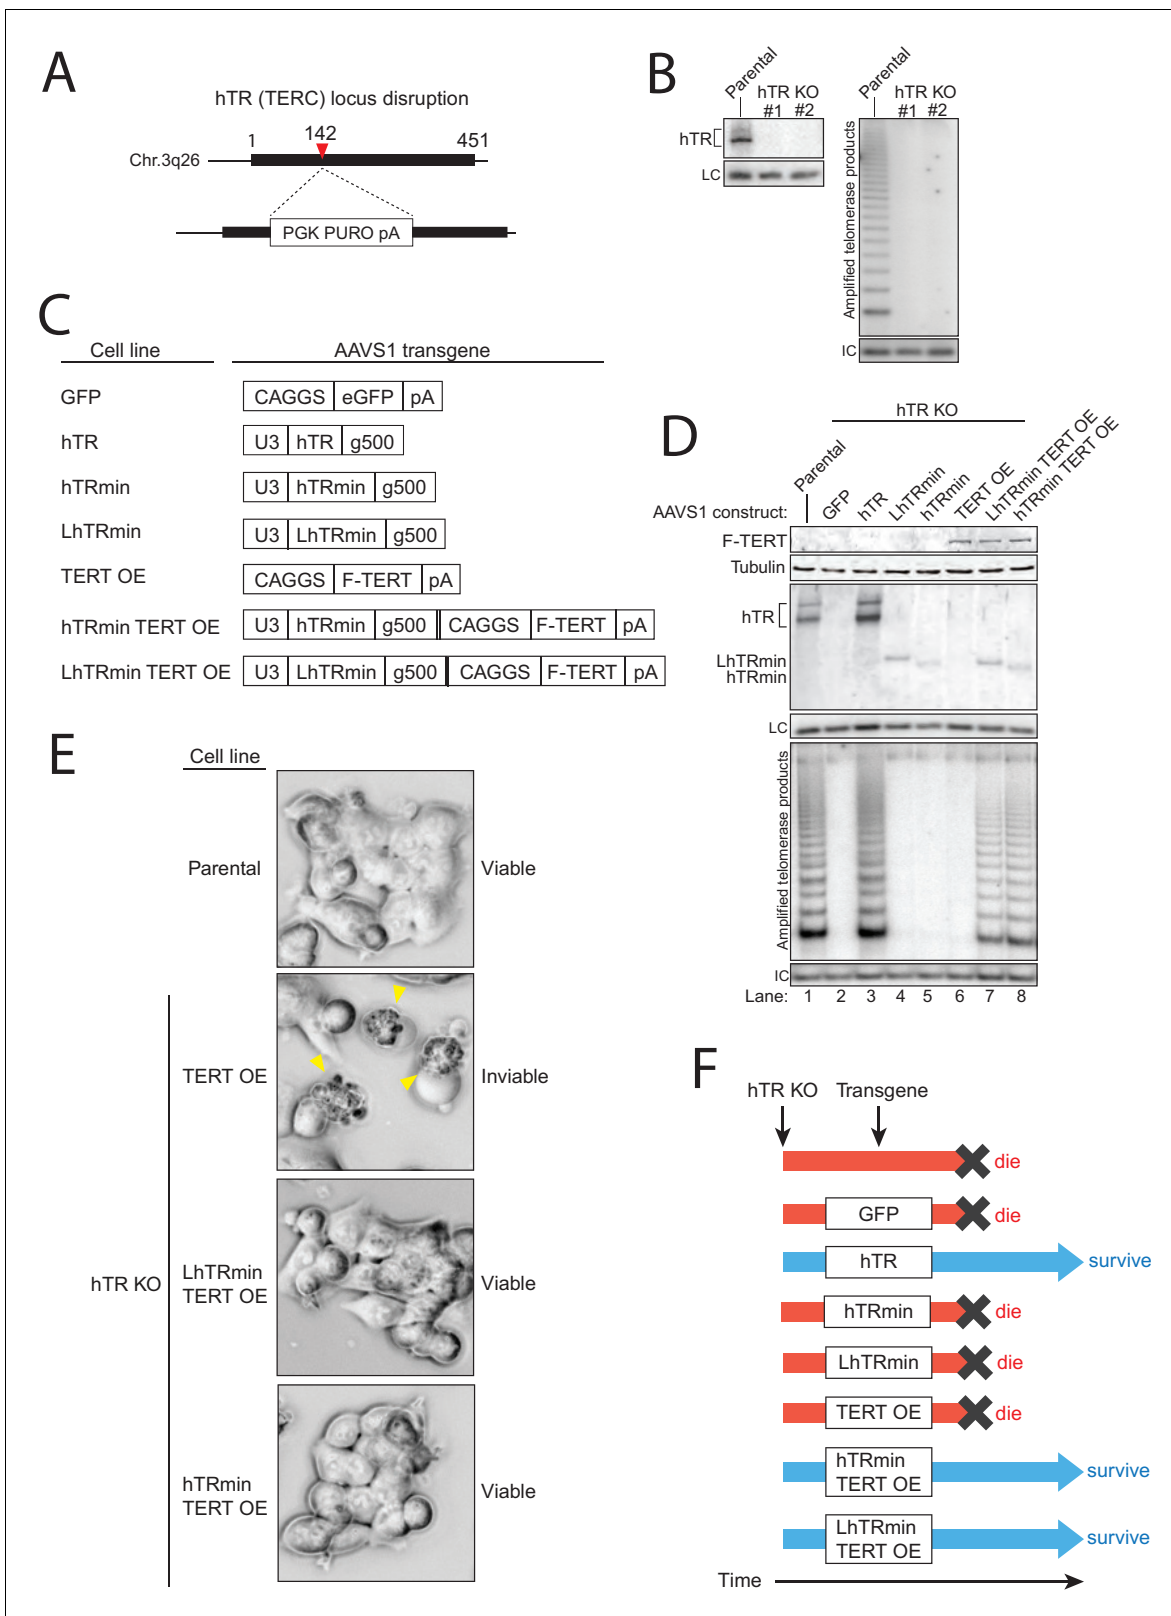 A
hTR (TERC) locus disruption
1 142 451
Chr.3q26
PGK PURO pA
B
Parental
hTR KO
#1 #2
hTR
LC
Parental
hTR KO
#1 #2
Amplified telomerase products
IC
C
Cell line AAVS1 transgene
GFP CAGGS eGFP pA
hTR U3 hTR g500
hTRmin U3 hTRmin g500
LhTRmin U3 LhTRmin g500
TERT OE CAGGS F-TERT pA
hTRmin TERT OE U3 hTRmin g500 CAGGS F-TERT pA
LhTRmin TERT OE U3 LhTRmin g500 CAGGS F-TERT pA
D
hTR KO
AAVS1 construct: Parental GFP hTR LhTRmin hTRmin TERT OE LhTRmin TERT OE hTRmin TERT OE
F-TERT
Tubulin
hTR
LhTRmin
hTRmin
LC
Amplified telomerase products
IC
Lane: 1 2 3 4 5 6 7 8
E
Cell line
Parental Viable
hTR KO
TERT OE Inviable
LhTRmin
TERT OE Viable
hTRmin
TERT OE Viable
F
hTR KO Transgene
die
GFP die
hTR survive
hTRmin die
LhTRmin die
TERT OE die
hTRmin
TERT OE survive
LhTRmin
TERT OE survive
Time